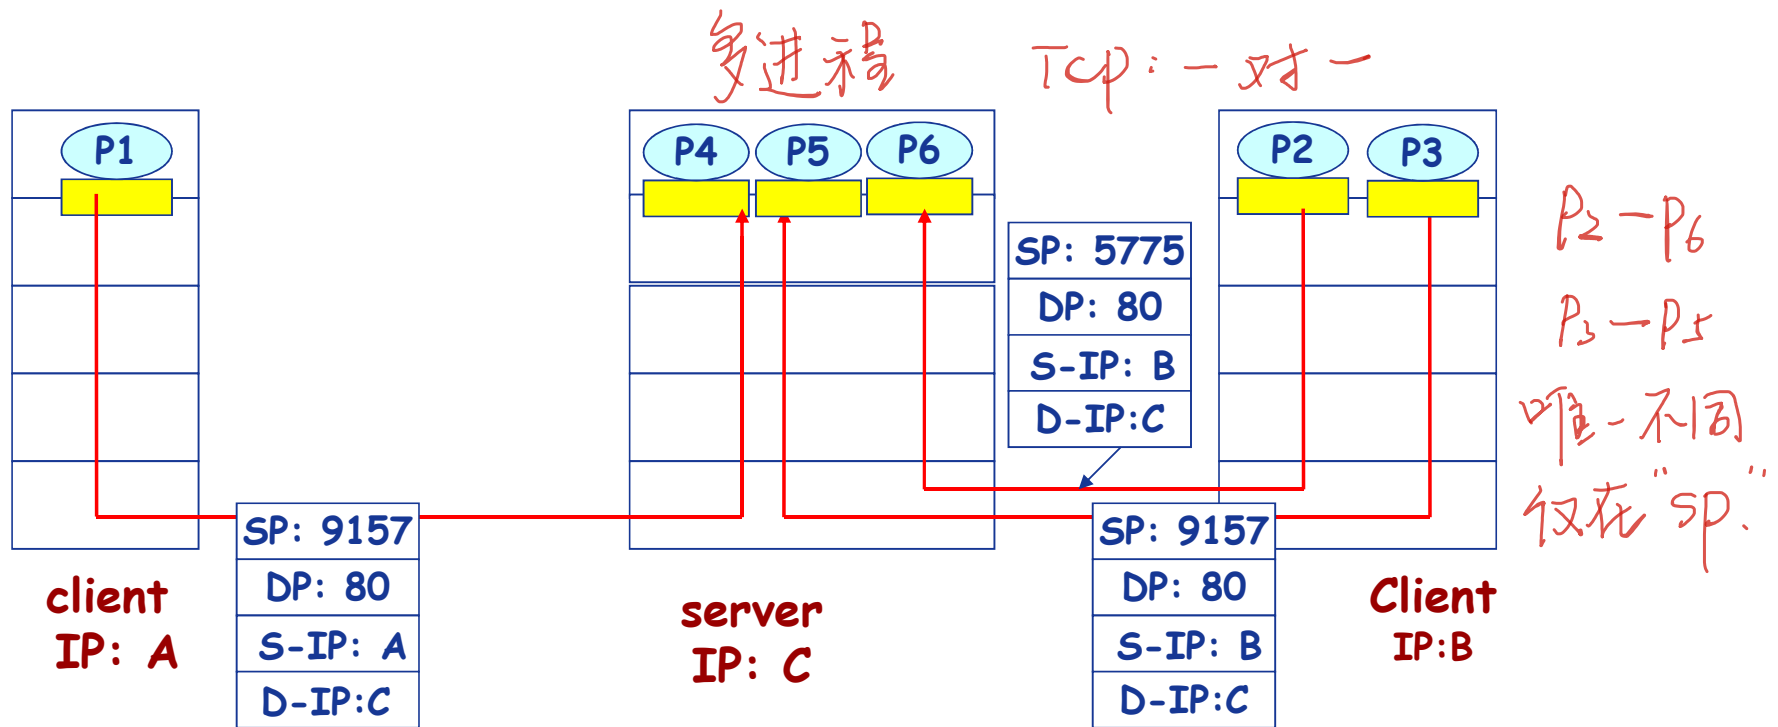 多进程
TCP:一对一
P1
P4
P5
P6
P2
P3
SP: 5775
DP: 80
S-IP: B
D-IP:C
P2-P6
P3-P5
唯一不同
仅在"SP."
SP: 9157
DP: 80
S-IP: A
D-IP:C
SP: 9157
DP: 80
S-IP: B
D-IP:C
client
IP: A
server
IP: C
Client
IP:B